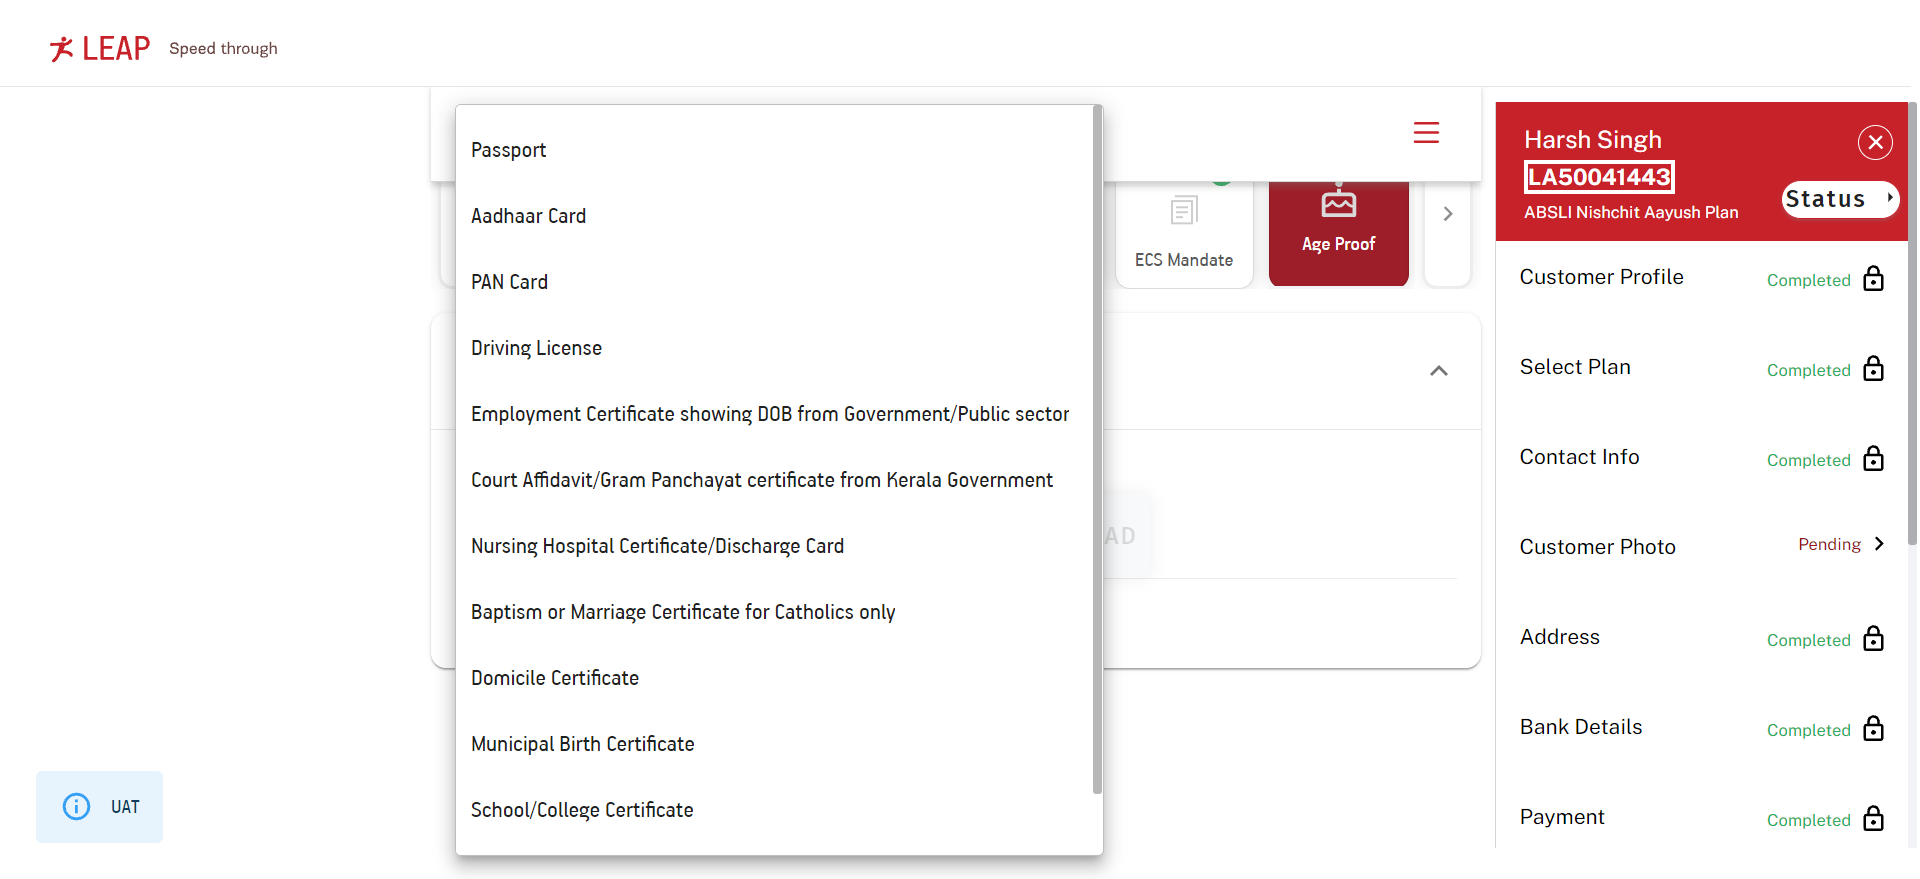 LEAP Speed through
Passport
Aadhaar Card
PAN Card
Driving License
Employment Certificate showing DOB from Government/Public sector
Court Affidavit/Gram Panchayat certificate from Kerala Government
Nursing Hospital Certificate/Discharge Card
Baptism or Marriage Certificate for Catholics only
Domicile Certificate
Municipal Birth Certificate
School/College Certificate
ECS Mandate
Age Proof
AD
Harsh Singh
LA50041443
Status
ABSLI Nishchit Aayush Plan
Customer Profile Completed
Select Plan Completed
Contact Info Completed
Customer Photo Pending
Address Completed
Bank Details Completed
Payment Completed
UAT